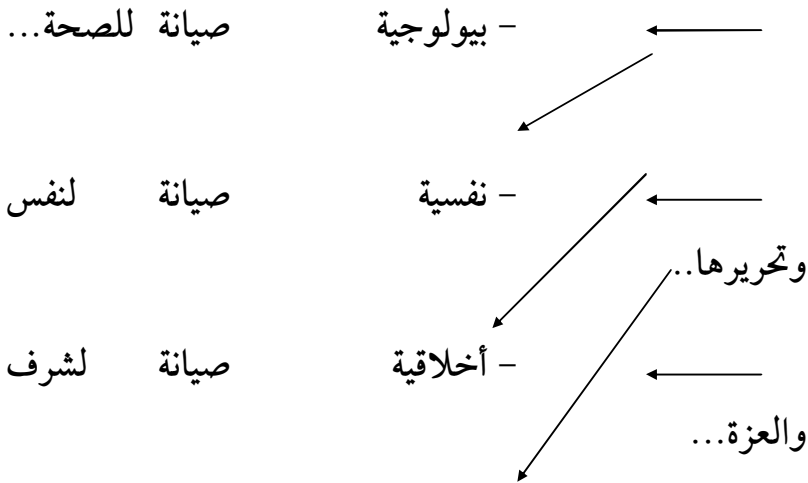 – بيولوجية صيانة للصحة...
– نفسية صيانة لنفس
وتحريرها..
– أخلاقية صيانة لشرف
والعزة...